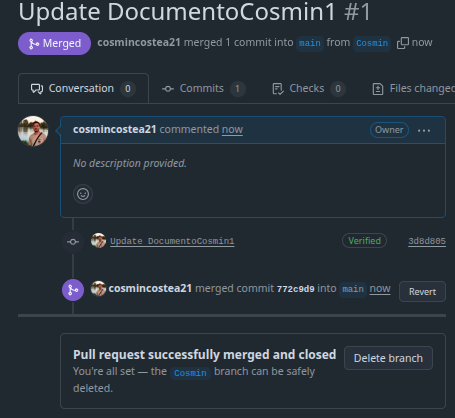 Update DocumentoCosmin1 #1
Merged cosmincostea21 merged 1 commit into main from Cosmin now
Conversation 0 Commits 1 Checks 0 Files changed
cosmincostea21 commented now Owner
No description provided.
Update DocumentoCosmin1 Verified 3d8d805
cosmincostea21 merged commit 772c9d9 into main now Revert
Pull request successfully merged and closed Delete branch
You're all set — the Cosmin branch can be safely
deleted.